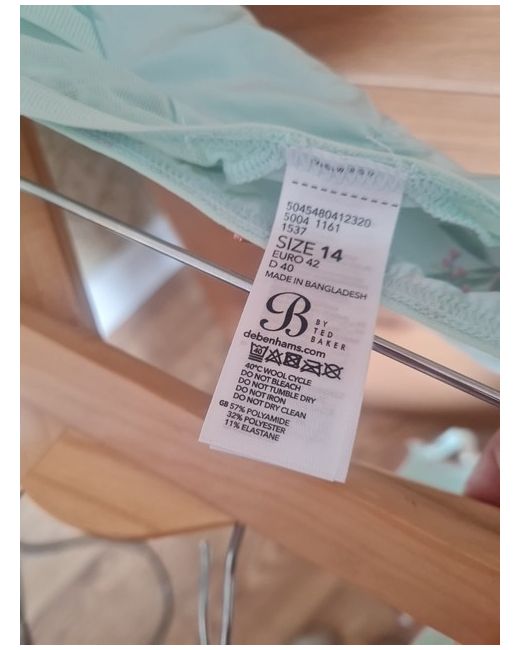 5045480412320
5004 1161
1537
SIZE 14
EURO 42
D 40
MADE IN BANGLADESH
B BY
TED
BAKER
debenhams.com
40
40°C WOOL CYCLE
DO NOT BLEACH
DO NOT TUMBLE DRY
DO NOT IRON
DO NOT DRY CLEAN
GB 57% POLYAMIDE
32% POLYESTER
11% ELASTANE